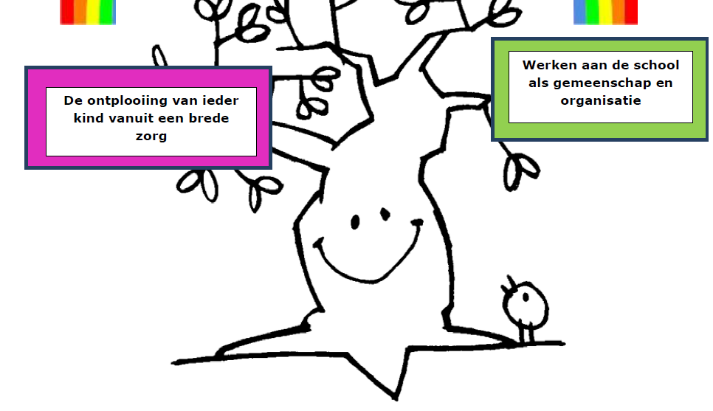 De ontplooiing van ieder
kind vanuit een brede
zorg
Werken aan de school
als gemeenschap en
organisatie